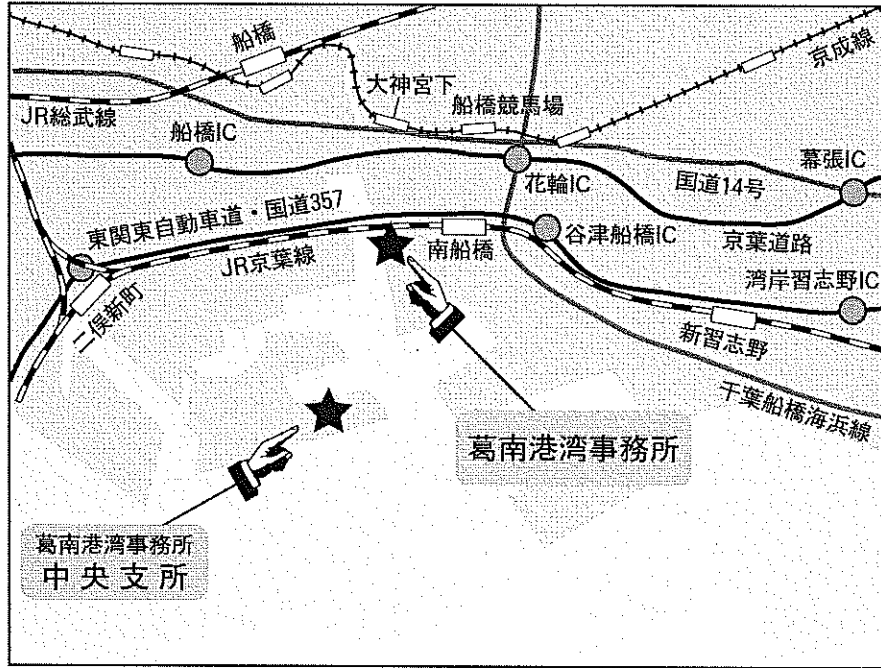 船橋
京成線
大神宮下
船橋競馬場
JR総武線
船橋IC
幕張IC
花輪IC
国道14号
東関東自動車道・国道357
谷津船橋IC
京葉道路
南船橋
JR京葉線
湾岸習志野IC
二俣新町
新習志野
千葉船橋海浜線
葛南港湾事務所
葛南港湾事務所
中央支所